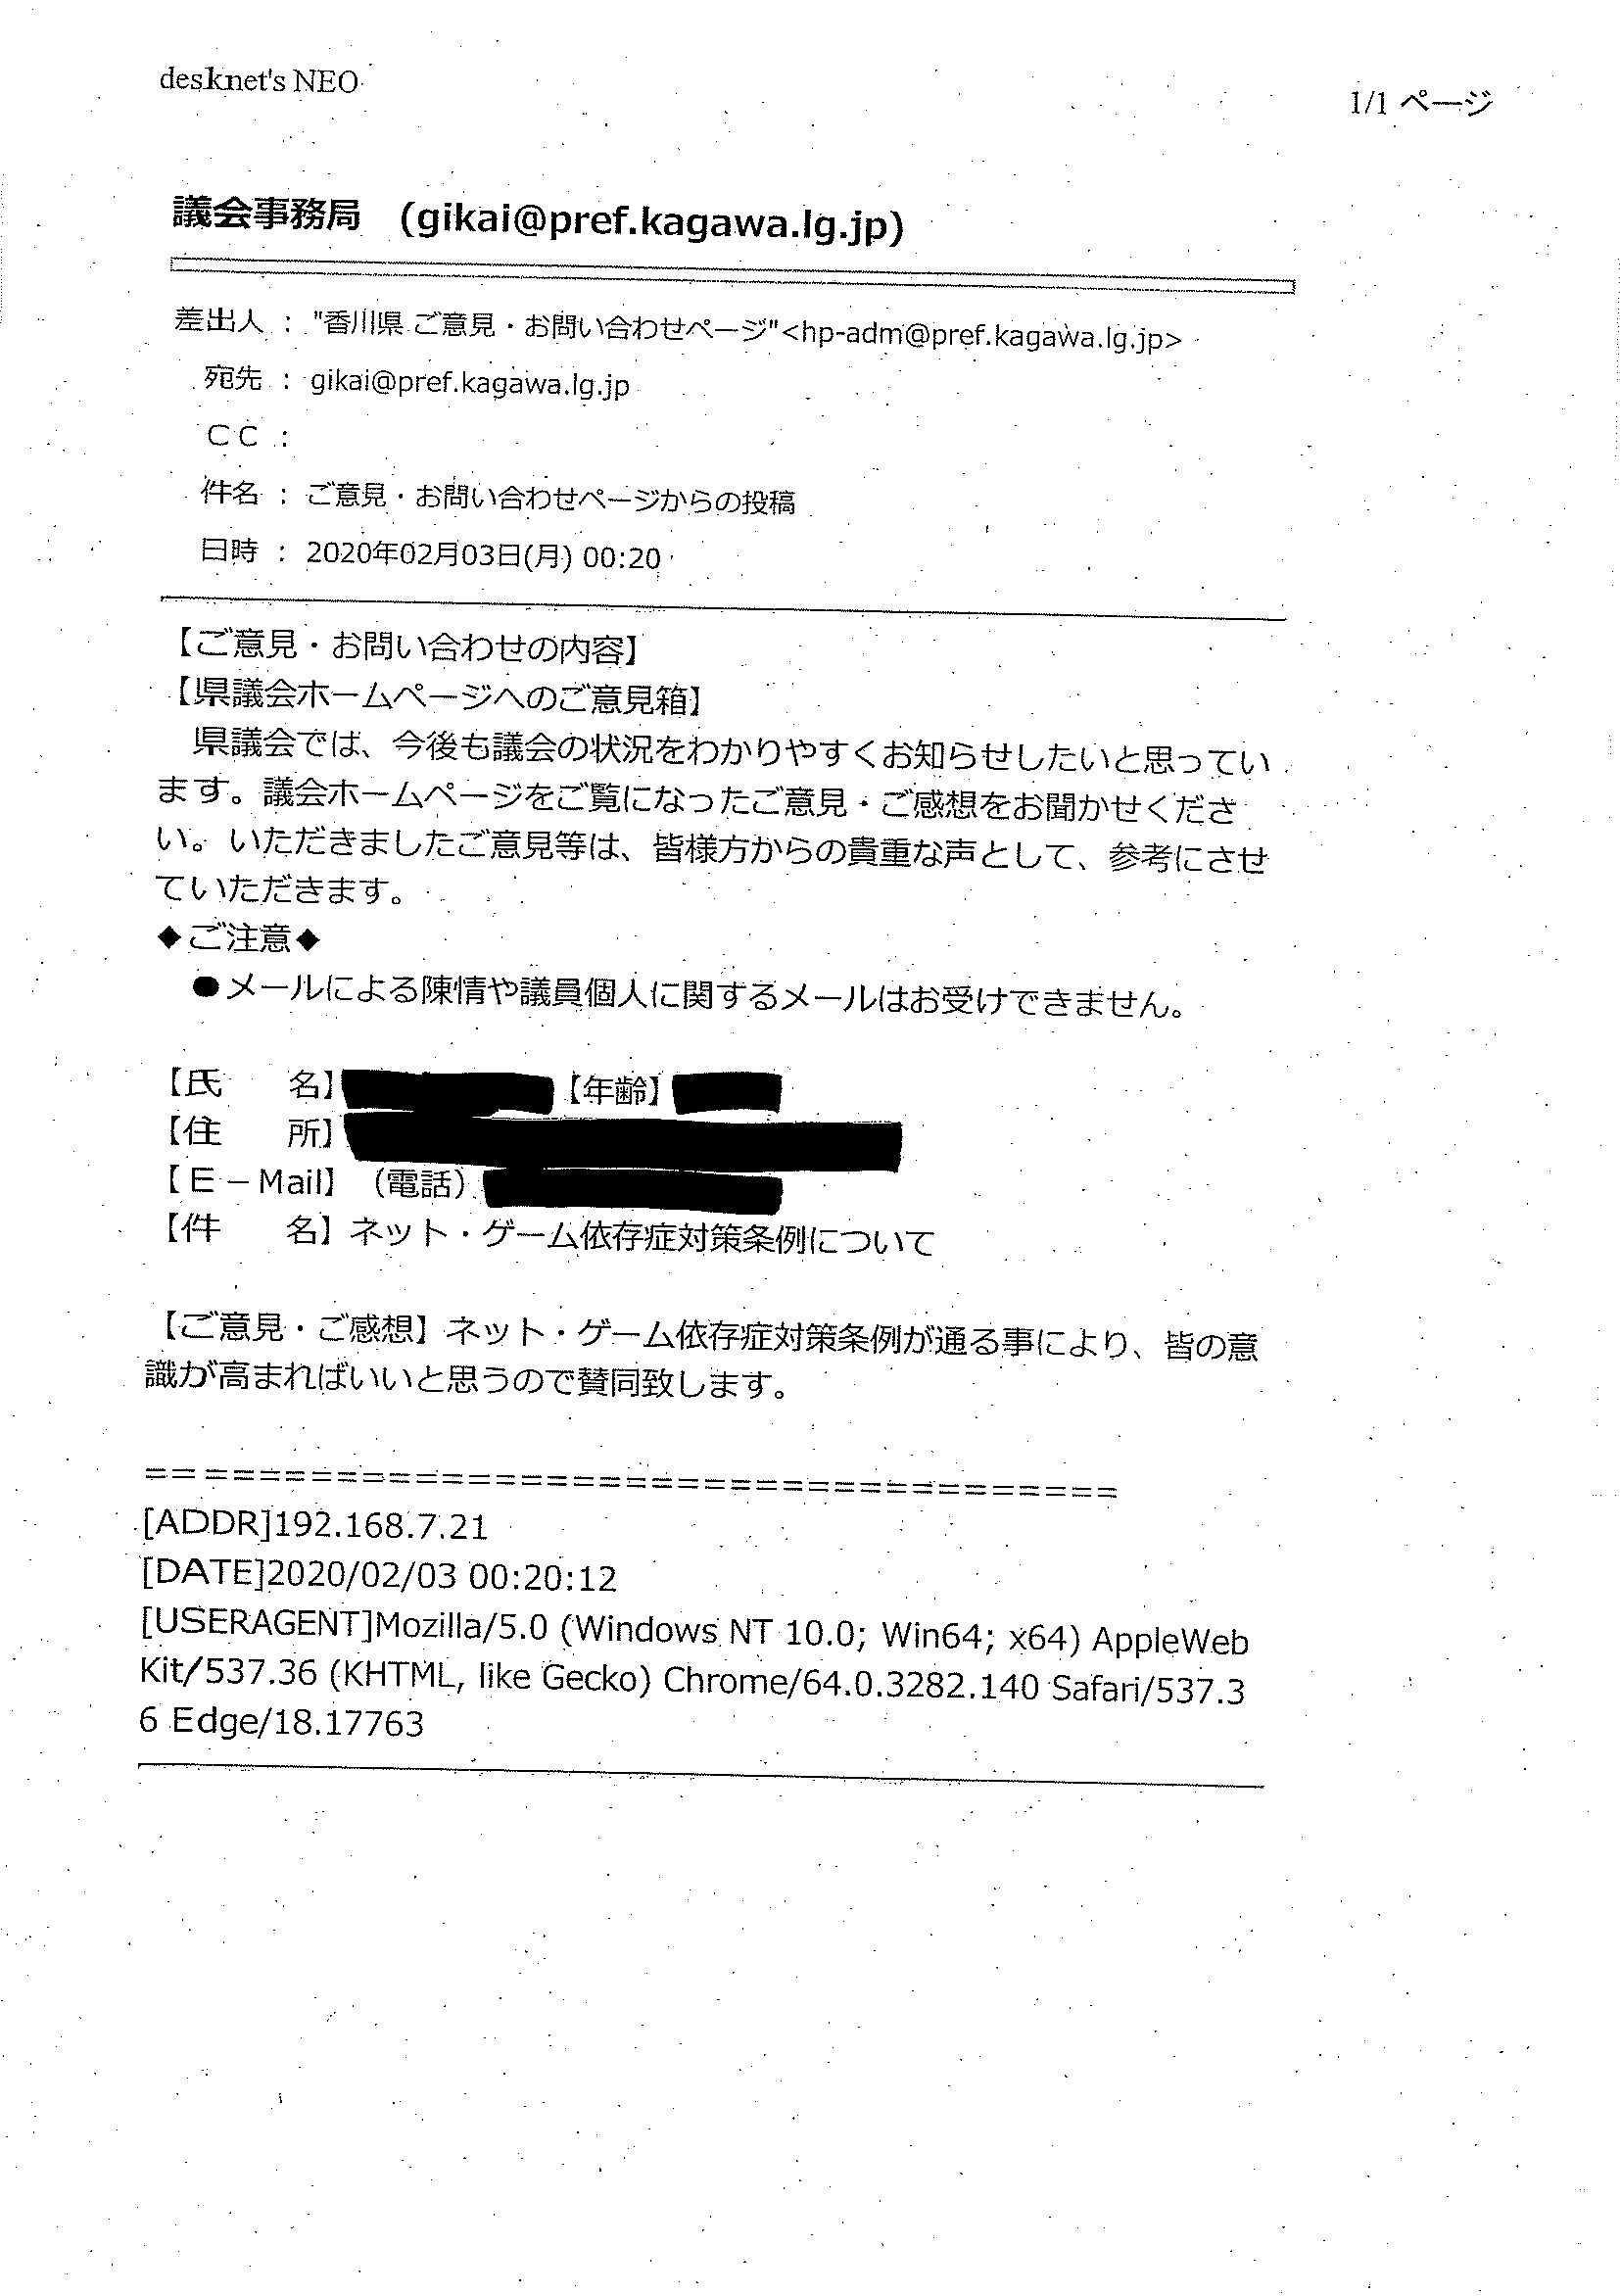 desknet's NEO
1/1 ページ
議会事務局　(gikai@pref.kagawa.lg.jp)
差出人 ： "香川県 ご意見・お問い合わせページ"<hp-adm@pref.kagawa.lg.jp>
宛先 ： gikai@pref.kagawa.lg.jp
ＣＣ ：
件名 ： ご意見・お問い合わせページからの投稿
日時 ： 2020年02月03日(月) 00:20
【ご意見・お問い合わせの内容】
【県議会ホームページへのご意見箱】
　県議会では、今後も議会の状況をわかりやすくお知らせしたいと思ってい
ます。議会ホームページをご覧になったご意見・ご感想をお聞かせくださ
い。いただきましたご意見等は、皆様方からの貴重な声として、参考にさせ
ていただきます。
◆ご注意◆
　●メールによる陳情や議員個人に関するメールはお受けできません。
【氏　　名】　【年齢】
【住　　所】
【Ｅ－Mail】（電話）
【件　　名】ネット・ゲーム依存症対策条例について
【ご意見・ご感想】ネット・ゲーム依存症対策条例が通る事により、皆の意
識が高まればいいと思うので賛同致します。
======================================
[ADDR]192.168.7.21
[DATE]2020/02/03 00:20:12
[USERAGENT]Mozilla/5.0 (Windows NT 10.0; Win64; x64) AppleWeb
Kit/537.36 (KHTML, like Gecko) Chrome/64.0.3282.140 Safari/537.3
6 Edge/18.17763